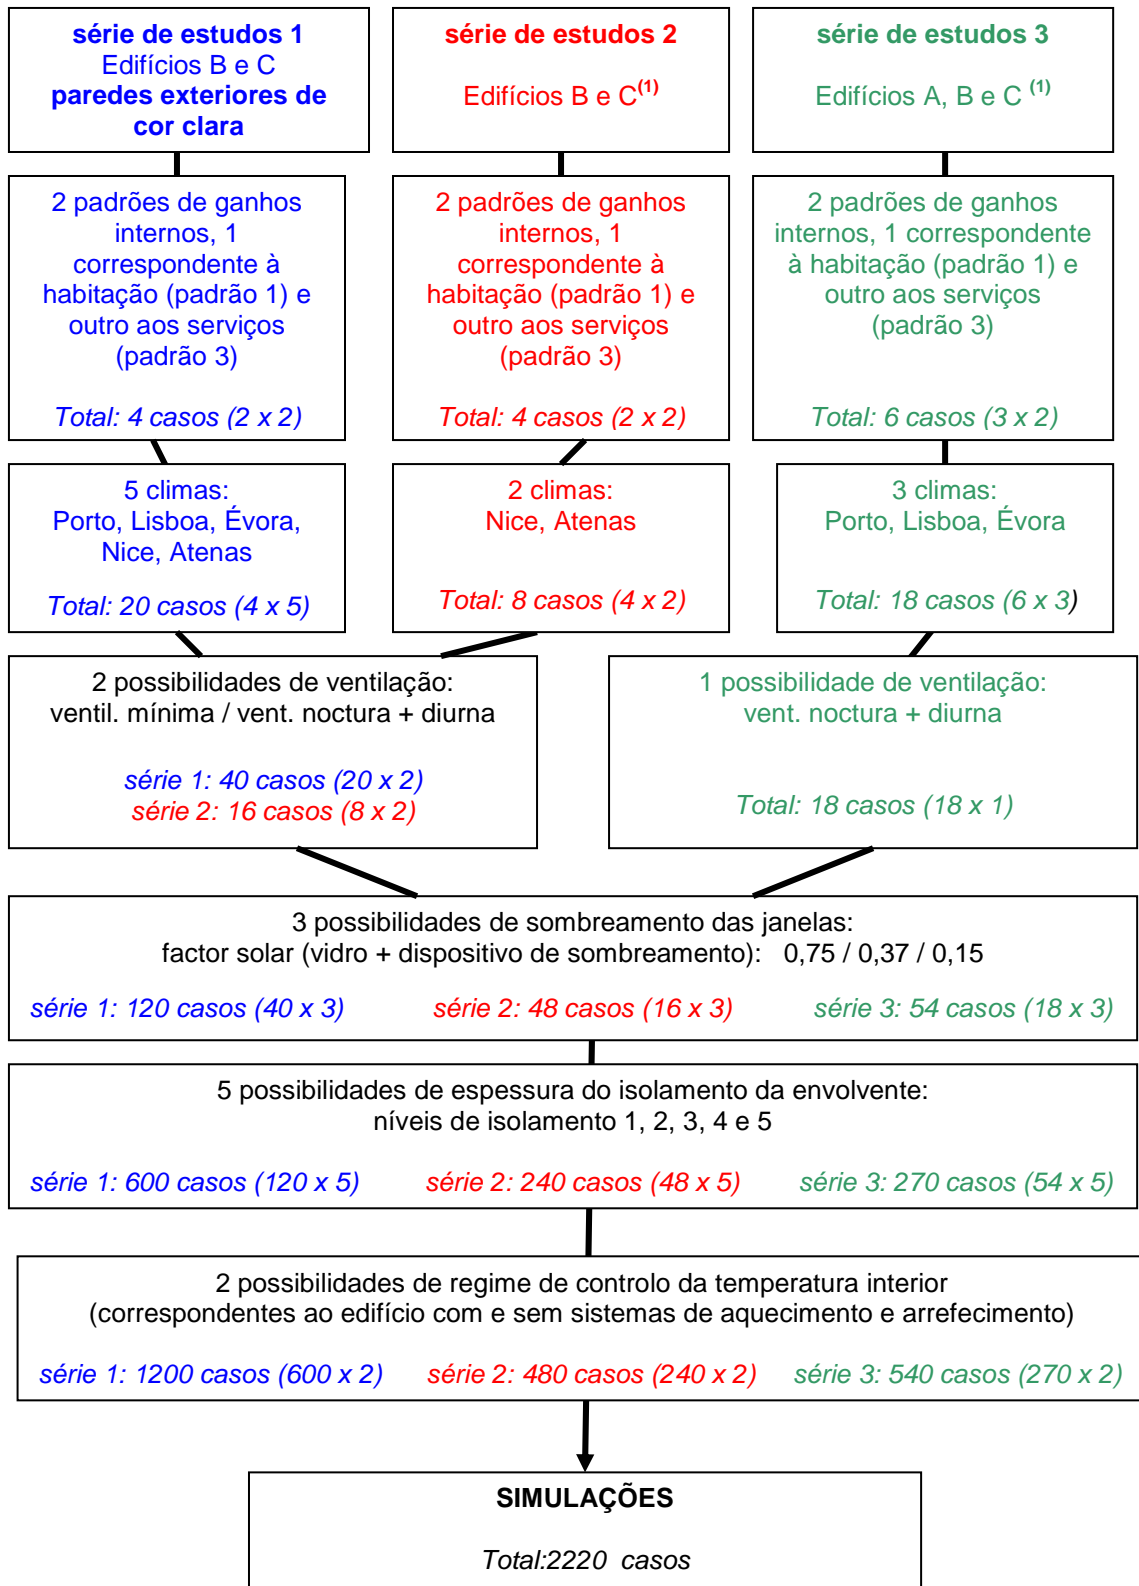 série de estudos 1
Edifícios B e C
paredes exteriores de
cor clara
série de estudos 2
Edifícios B e C(1)
série de estudos 3
Edifícios A, B e C (1)
2 padrões de ganhos
internos, 1
correspondente à
habitação (padrão 1) e
outro aos serviços
(padrão 3)
Total: 4 casos (2 x 2)
2 padrões de ganhos
internos, 1
correspondente à
habitação (padrão 1) e
outro aos serviços
(padrão 3)
Total: 4 casos (2 x 2)
2 padrões de ganhos
internos, 1 correspondente
à habitação (padrão 1) e
outro aos serviços
(padrão 3)
Total: 6 casos (3 x 2)
5 climas:
Porto, Lisboa, Évora,
Nice, Atenas
Total: 20 casos (4 x 5)
2 climas:
Nice, Atenas
Total: 8 casos (4 x 2)
3 climas:
Porto, Lisboa, Évora
Total: 18 casos (6 x 3)
2 possibilidades de ventilação:
ventil. mínima / vent. noctura + diurna
série 1: 40 casos (20 x 2)
série 2: 16 casos (8 x 2)
1 possibilidade de ventilação:
vent. noctura + diurna
Total: 18 casos (18 x 1)
3 possibilidades de sombreamento das janelas:
factor solar (vidro + dispositivo de sombreamento): 0,75 / 0,37 / 0,15
série 1: 120 casos (40 x 3) série 2: 48 casos (16 x 3) série 3: 54 casos (18 x 3)
5 possibilidades de espessura do isolamento da envolvente:
níveis de isolamento 1, 2, 3, 4 e 5
série 1: 600 casos (120 x 5) série 2: 240 casos (48 x 5) série 3: 270 casos (54 x 5)
2 possibilidades de regime de controlo da temperatura interior
(correspondentes ao edifício com e sem sistemas de aquecimento e arrefecimento)
série 1: 1200 casos (600 x 2) série 2: 480 casos (240 x 2) série 3: 540 casos (270 x 2)
SIMULAÇÕES
Total:2220 casos